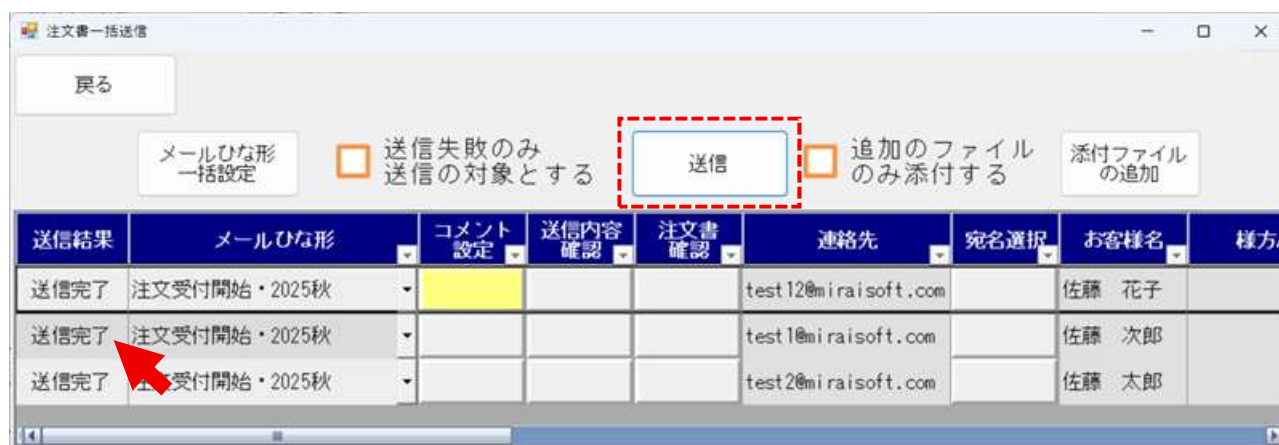 注文書一括送信
戻る
メールひな形
一括設定
送信失敗のみ
送信の対象とする
送信
追加のファイル
のみ添付する
添付ファイル
の追加
送信結果 メールひな形 コメント設定 送信内容確認 注文書確認 連絡先 宛名選択 お客様名 様方
送信完了 注文受付開始・2025秋 test12@miraisoft.com 佐藤 花子
送信完了 注文受付開始・2025秋 test1@miraisoft.com 佐藤 次郎
送信完了 文受付開始・2025秋 test2@miraisoft.com 佐藤 太郎